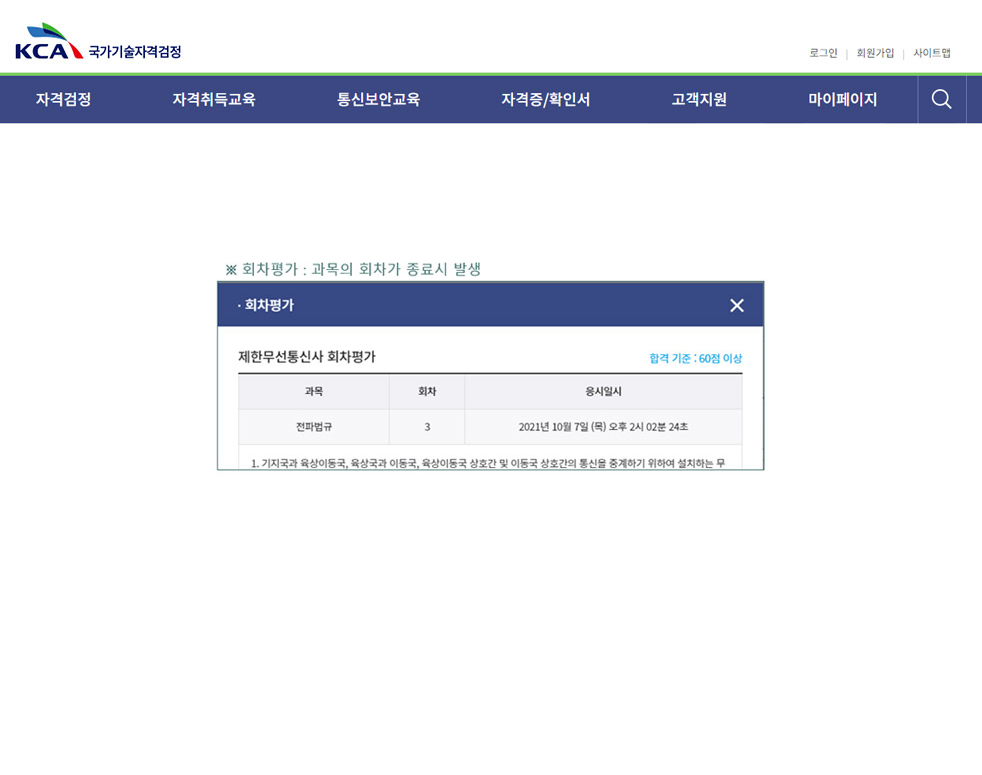 KCA 국가기술자격검정
로그인 | 회원가입 | 사이트맵
자격검정 자격취득교육 통신보안교육 자격증/확인서 고객지원 마이페이지
※ 회차평가 : 과목의 회차가 종료시 발생
· 회차평가
제한무선통신사 회차평가 합격 기준 : 60점 이상
과목 회차 응시일시
전파법규 3 2021년 10월 7일 (목) 오후 2시 02분 24초
1. 기지국과 육상이동국, 육상국과 이동국, 육상이동국 상호간 및 이동국 상호간의 통신을 중계하기 위하여 설치하는 무